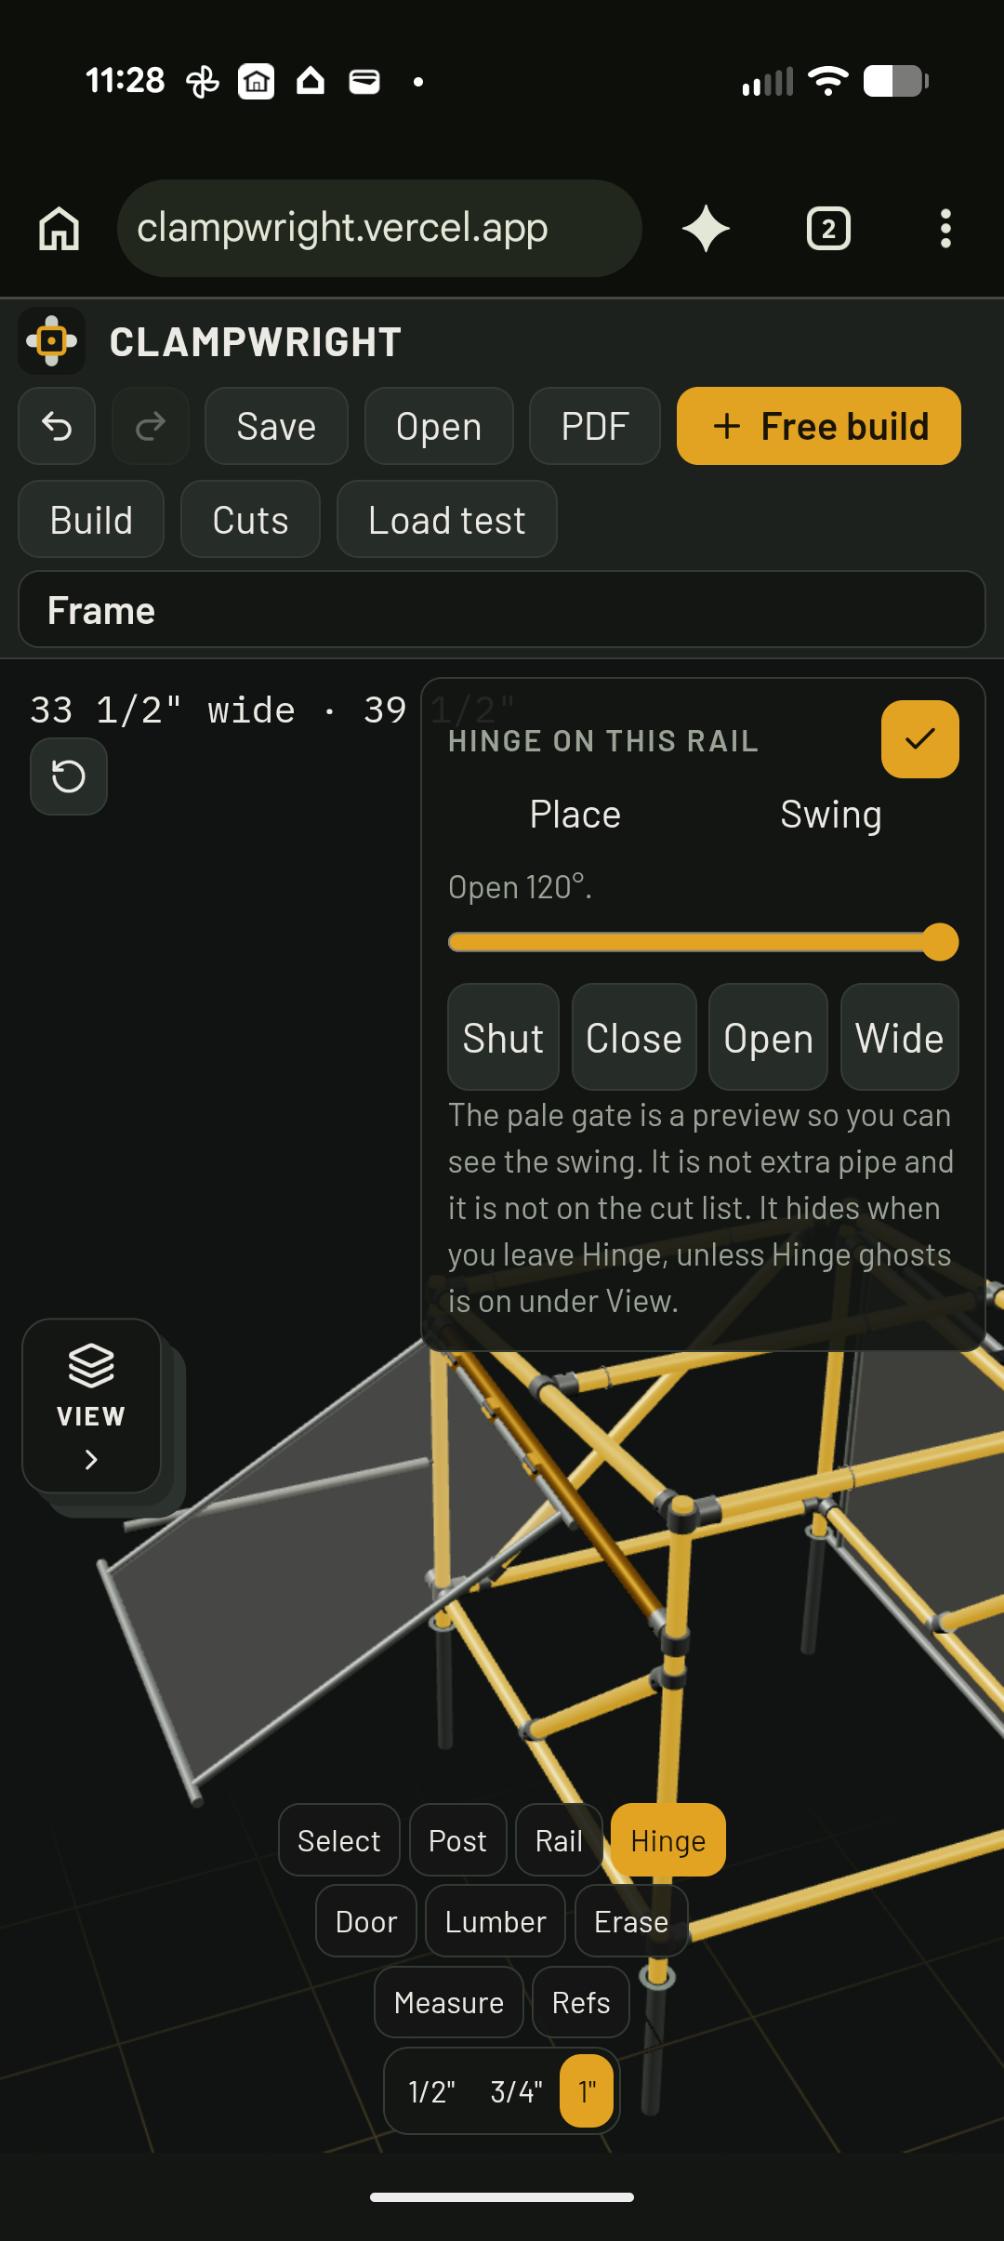 11:28
clampwright.vercel.app
2
CLAMPWRIGHT
Save Open PDF + Free build
Build Cuts Load test
Frame
33 1/2" wide · 39 1/2"
HINGE ON THIS RAIL
Place Swing
Open 120°.
Shut Close Open Wide
The pale gate is a preview so you can
see the swing. It is not extra pipe and
it is not on the cut list. It hides when
you leave Hinge, unless Hinge ghosts
is on under View.
VIEW
Select Post Rail Hinge
Door Lumber Erase
Measure Refs
1/2" 3/4" 1"